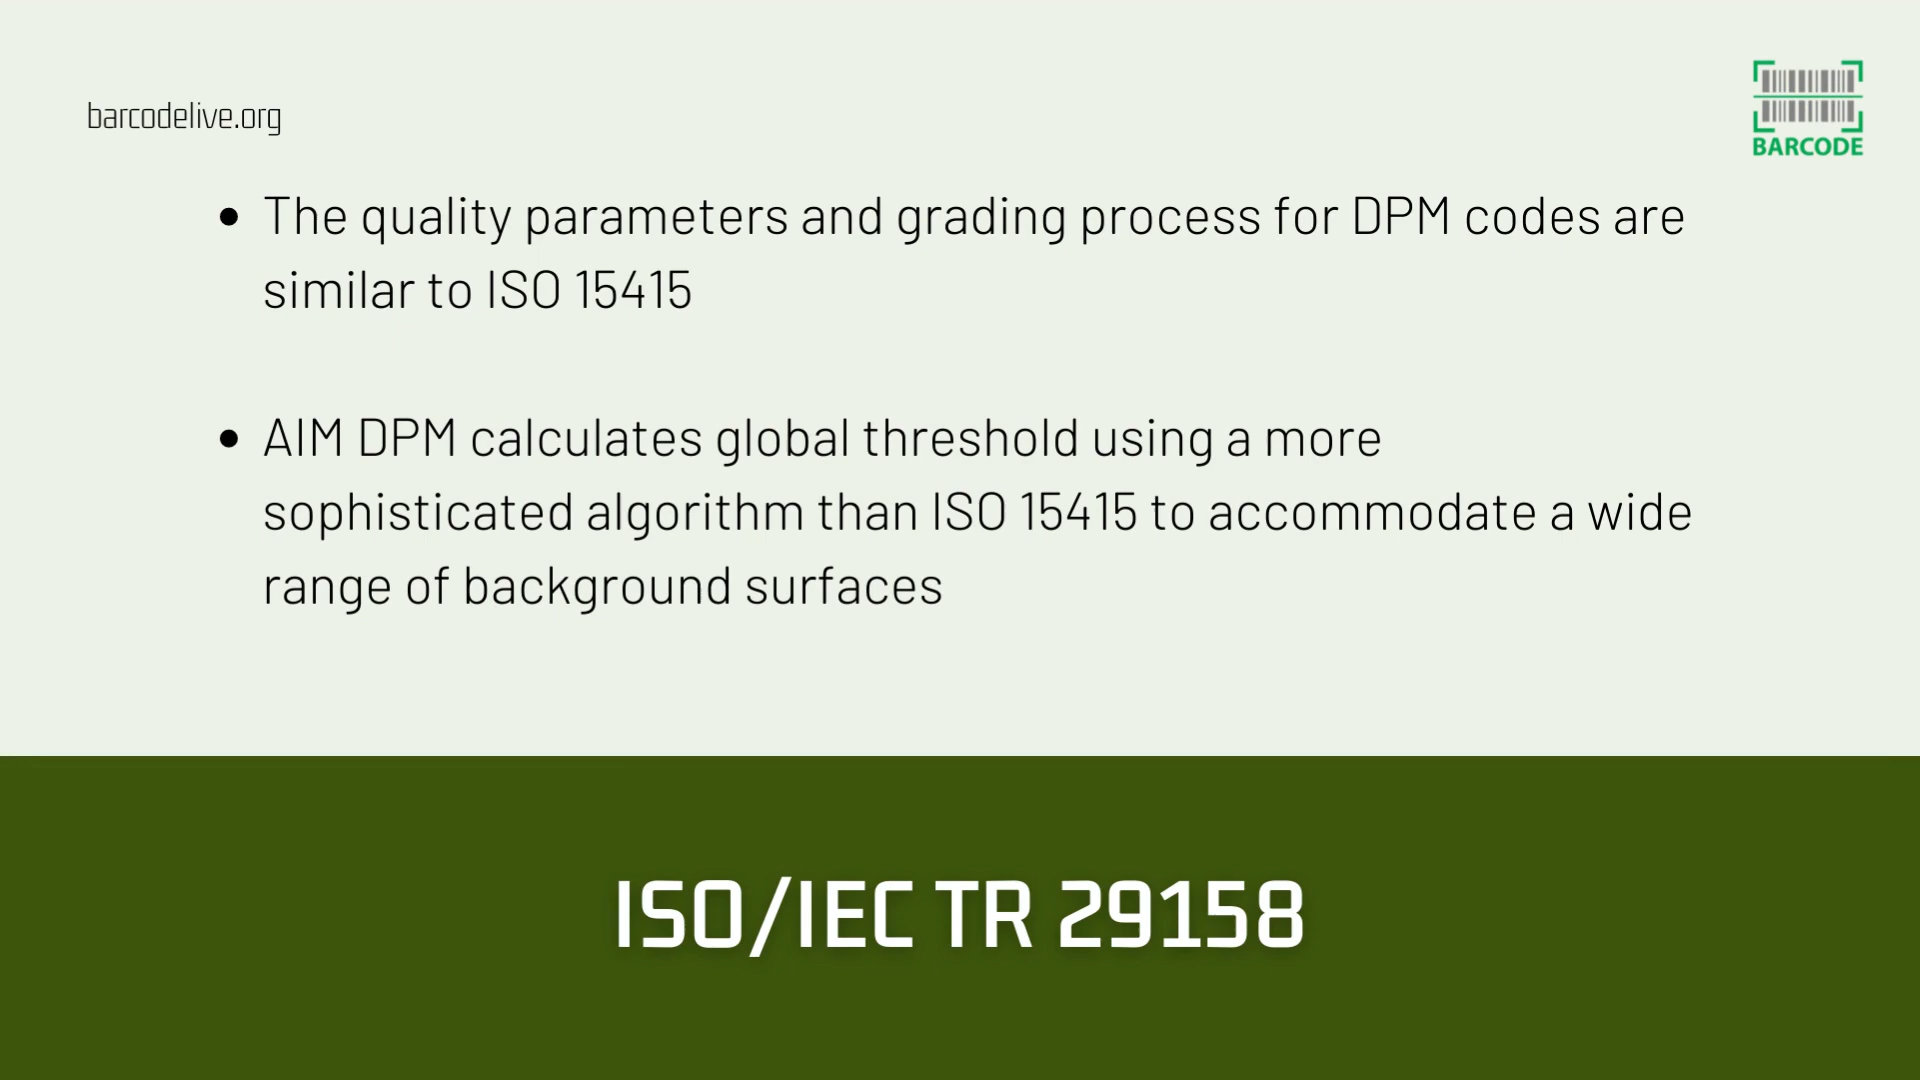 barcodelive.org
BARCODE
• The quality parameters and grading process for DPM codes are
similar to ISO 15415
• AIM DPM calculates global threshold using a more
sophisticated algorithm than ISO 15415 to accommodate a wide
range of background surfaces
ISO/IEC TR 29158